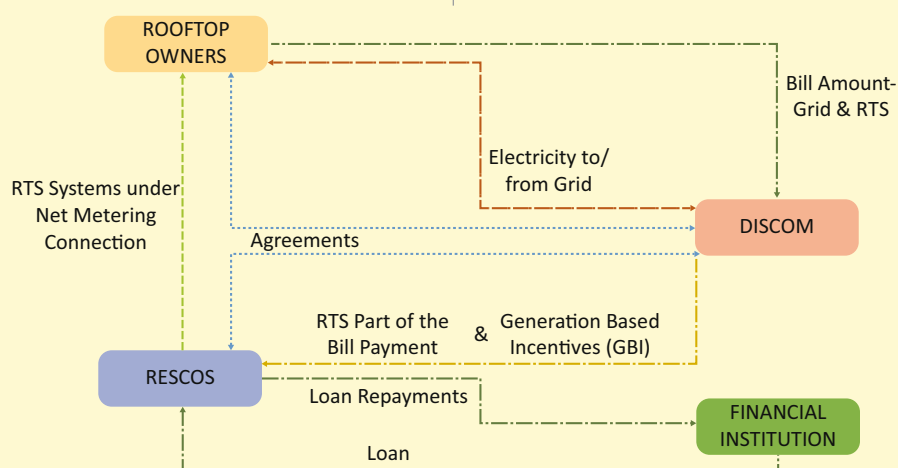 ROOFTOP
OWNERS
Bill Amount-
Grid & RTS
Electricity to/
from Grid
RTS Systems under
Net Metering
Connection
DISCOM
Agreements
RTS Part of the
Bill Payment
&
Generation Based
Incentives (GBI)
RESCOS
Loan Repayments
FINANCIAL
INSTITUTION
Loan